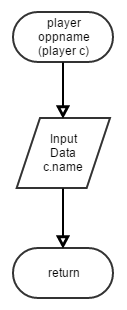 player
oppname
(player c)
Input
Data
c.name
return